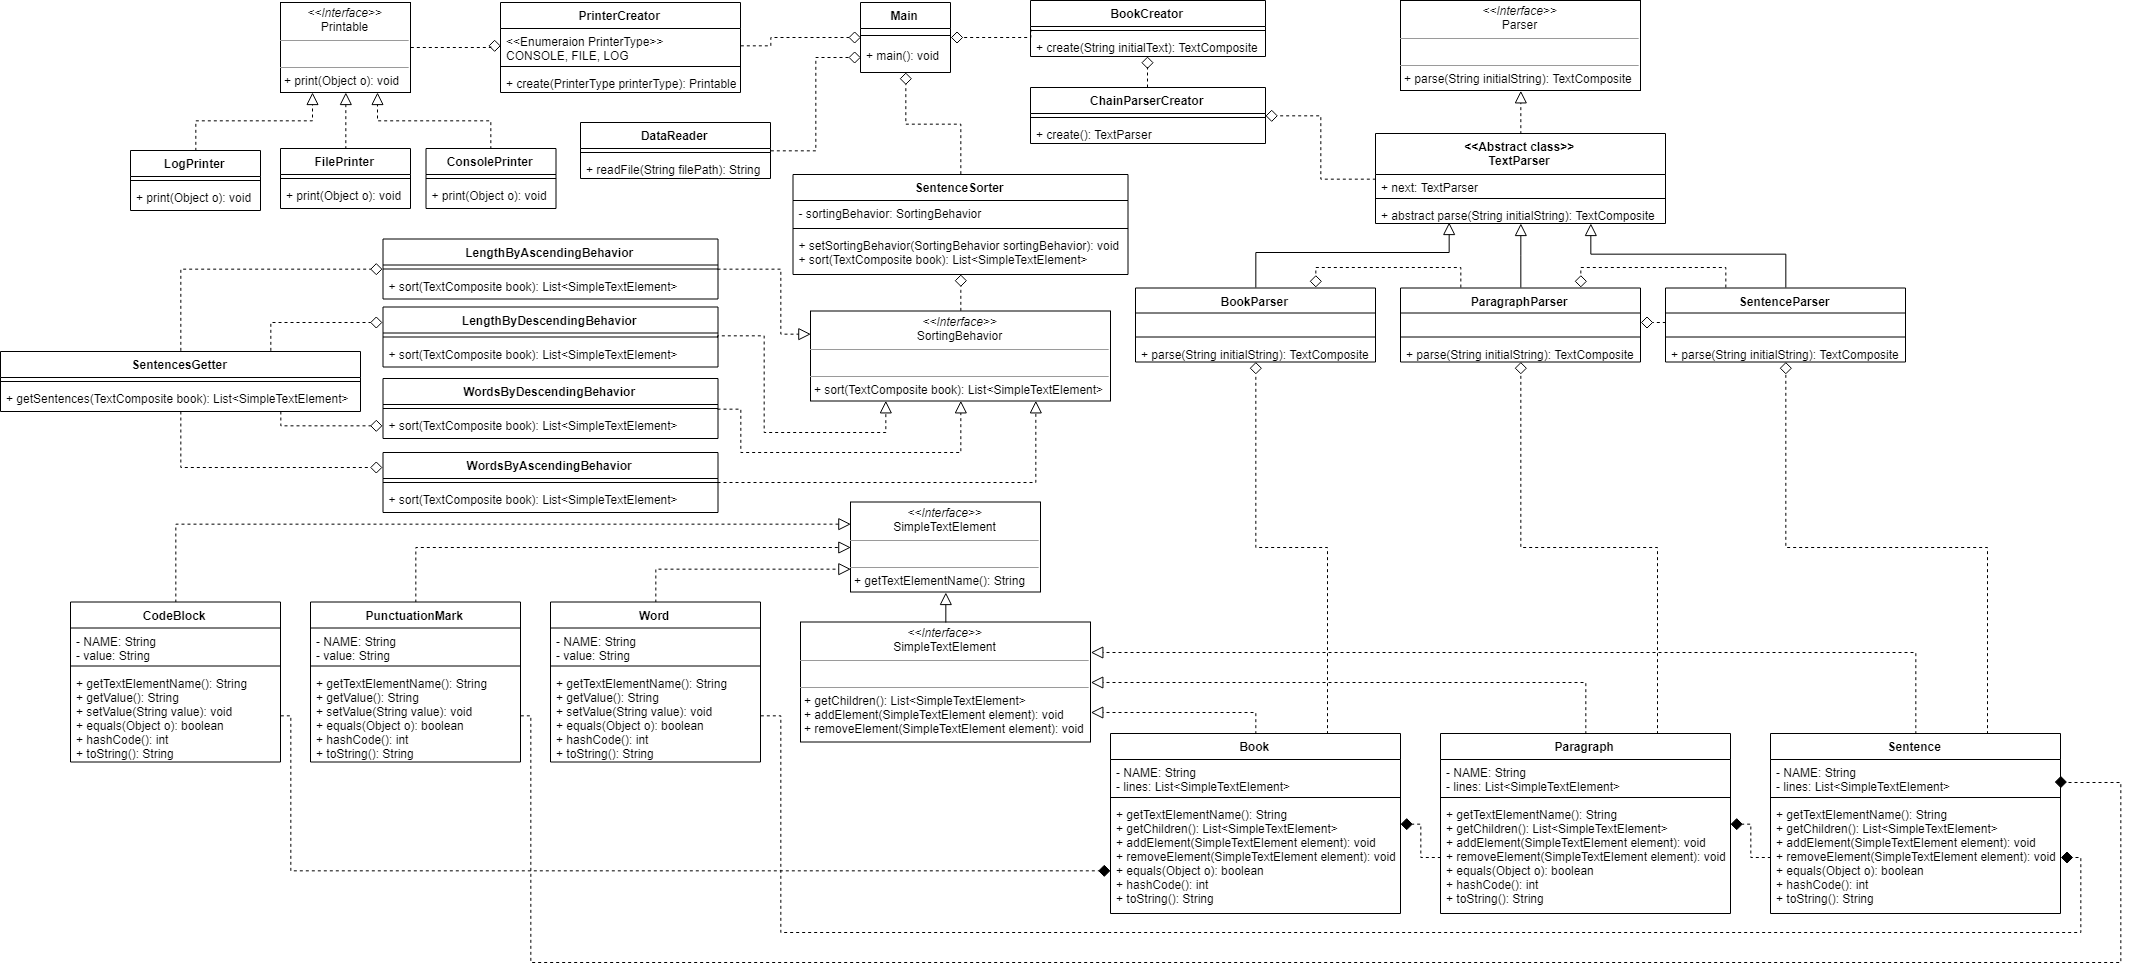 <<Interface>>
Printable
+ print(Object o): void
PrinterCreator
<<Enumeraion PrinterType>>
CONSOLE, FILE, LOG
+ create(PrinterType printerType): Printable
Main
+ main(): void
BookCreator
+ create(String initialText): TextComposite
<<Interface>>
Parser
+ parse(String initialString): TextComposite
ChainParserCreator
+ create(): TextParser
DataReader
+ readFile(String filePath): String
<<Abstract class>>
TextParser
+ next: TextParser
+ abstract parse(String initialString): TextComposite
LogPrinter
+ print(Object o): void
FilePrinter
+ print(Object o): void
ConsolePrinter
+ print(Object o): void
SentenceSorter
- sortingBehavior: SortingBehavior
+ setSortingBehavior(SortingBehavior sortingBehavior): void
+ sort(TextComposite book): List<SimpleTextElement>
LengthByAscendingBehavior
+ sort(TextComposite book): List<SimpleTextElement>
LengthByDescendingBehavior
+ sort(TextComposite book): List<SimpleTextElement>
<<Interface>>
SortingBehavior
+ sort(TextComposite book): List<SimpleTextElement>
BookParser
+ parse(String initialString): TextComposite
ParagraphParser
+ parse(String initialString): TextComposite
SentenceParser
+ parse(String initialString): TextComposite
SentencesGetter
+ getSentences(TextComposite book): List<SimpleTextElement>
WordsByDescendingBehavior
+ sort(TextComposite book): List<SimpleTextElement>
WordsByAscendingBehavior
+ sort(TextComposite book): List<SimpleTextElement>
<<Interface>>
SimpleTextElement
+ getTextElementName(): String
CodeBlock
- NAME: String
- value: String
+ getTextElementName(): String
+ getValue(): String
+ setValue(String value): void
+ equals(Object o): boolean
+ hashCode(): int
+ toString(): String
PunctuationMark
- NAME: String
- value: String
+ getTextElementName(): String
+ getValue(): String
+ setValue(String value): void
+ equals(Object o): boolean
+ hashCode(): int
+ toString(): String
Word
- NAME: String
- value: String
+ getTextElementName(): String
+ getValue(): String
+ setValue(String value): void
+ equals(Object o): boolean
+ hashCode(): int
+ toString(): String
<<Interface>>
SimpleTextElement
+ getChildren(): List<SimpleTextElement>
+ addElement(SimpleTextElement element): void
+ removeElement(SimpleTextElement element): void
Book
- NAME: String
- lines: List<SimpleTextElement>
+ getTextElementName(): String
+ getChildren(): List<SimpleTextElement>
+ addElement(SimpleTextElement element): void
+ removeElement(SimpleTextElement element): void
+ equals(Object o): boolean
+ hashCode(): int
+ toString(): String
Paragraph
- NAME: String
- lines: List<SimpleTextElement>
+ getTextElementName(): String
+ getChildren(): List<SimpleTextElement>
+ addElement(SimpleTextElement element): void
+ removeElement(SimpleTextElement element): void
+ equals(Object o): boolean
+ hashCode(): int
+ toString(): String
Sentence
- NAME: String
- lines: List<SimpleTextElement>
+ getTextElementName(): String
+ getChildren(): List<SimpleTextElement>
+ addElement(SimpleTextElement element): void
+ removeElement(SimpleTextElement element): void
+ equals(Object o): boolean
+ hashCode(): int
+ toString(): String